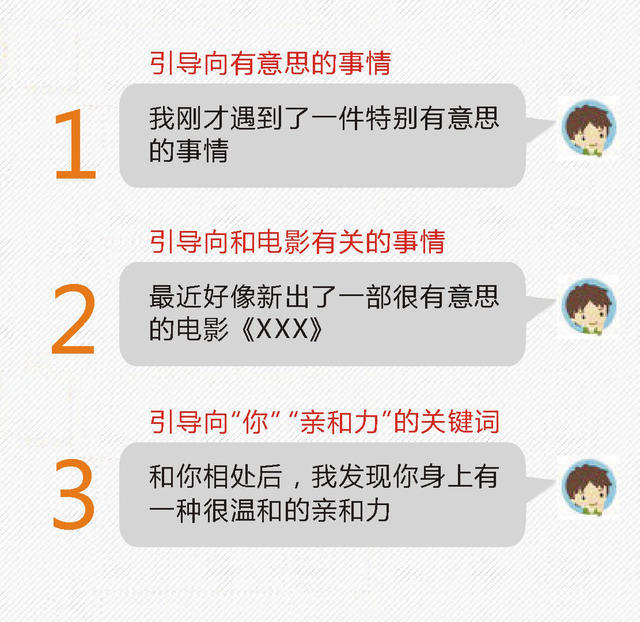 引导向有意思的事情
1
我刚才遇到了一件特别有意思
的事情
引导向和电影有关的事情
2
最近好像新出了一部很有意思
的电影《XXX》
引导向“你”“亲和力”的关键词
3
和你相处后，我发现你身上有
一种很温和的亲和力